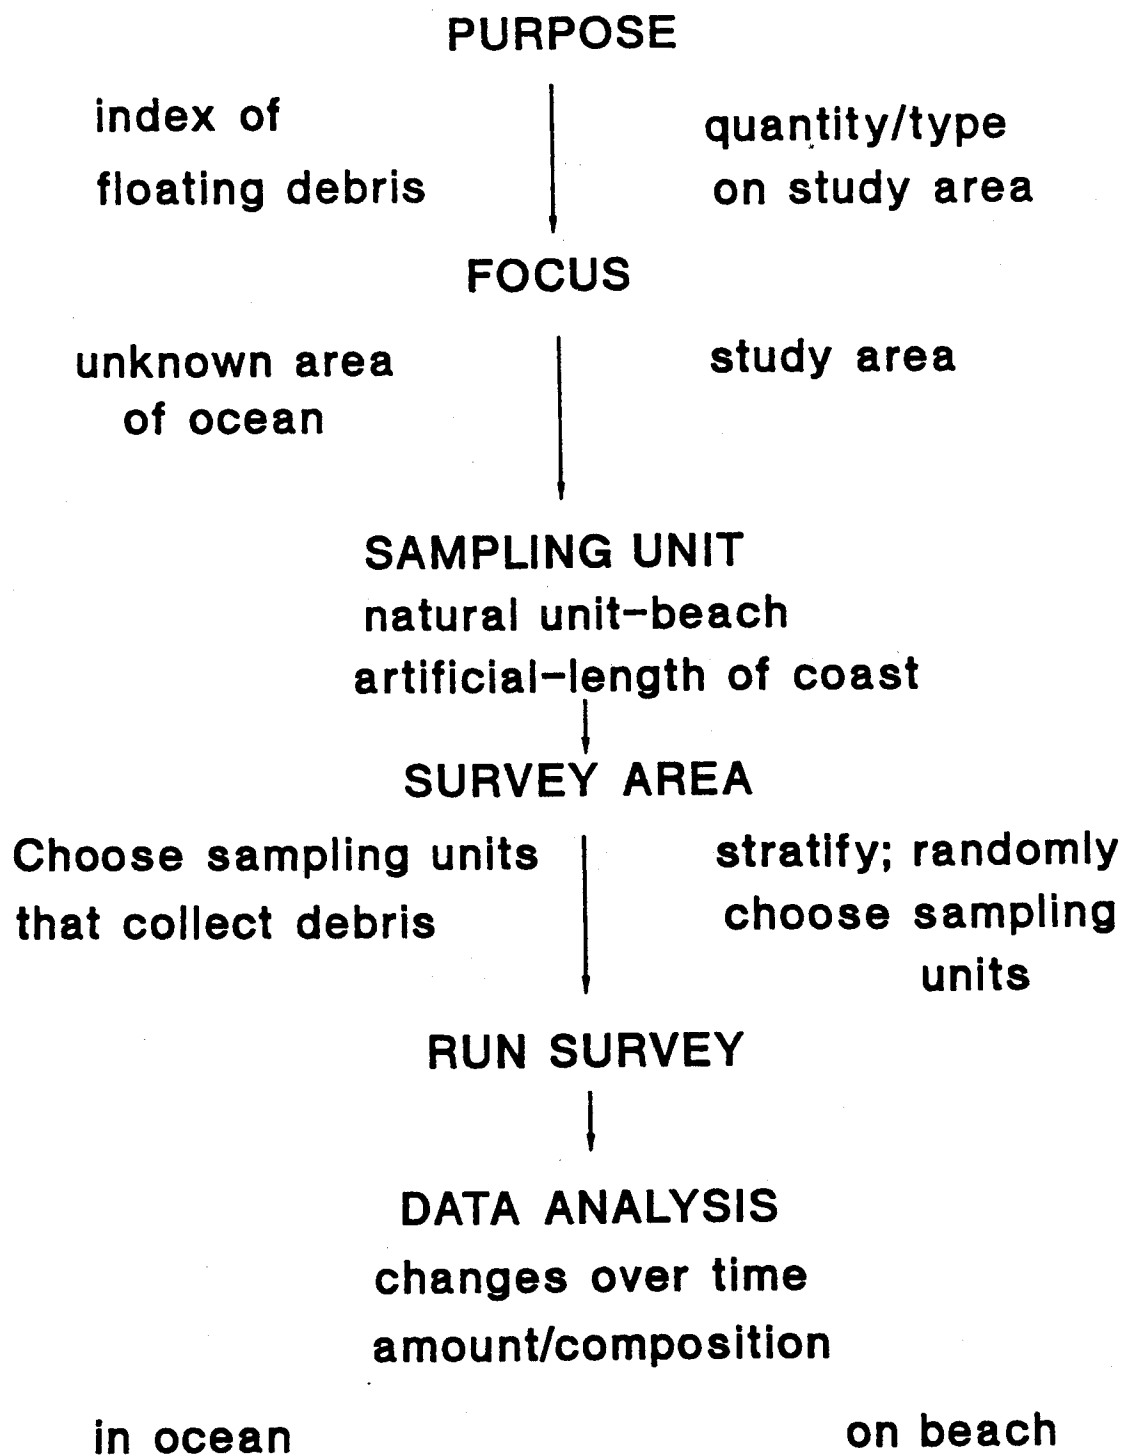 PURPOSE
index of
floating debris
quantity/type
on study area
FOCUS
unknown area
of ocean
study area
SAMPLING UNIT
natural unit-beach
artificial-length of coast
SURVEY AREA
Choose sampling units
that collect debris
stratify; randomly
choose sampling
units
RUN SURVEY
DATA ANALYSIS
changes over time
amount/composition
in ocean
on beach